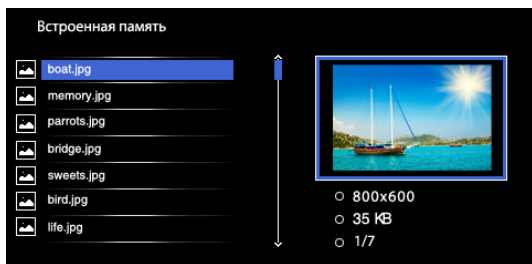 Встроенная память
boat.jpg
memory.jpg
parrots.jpg
bridge.jpg
sweets.jpg
bird.jpg
life.jpg
800x600
35 KB
1/7